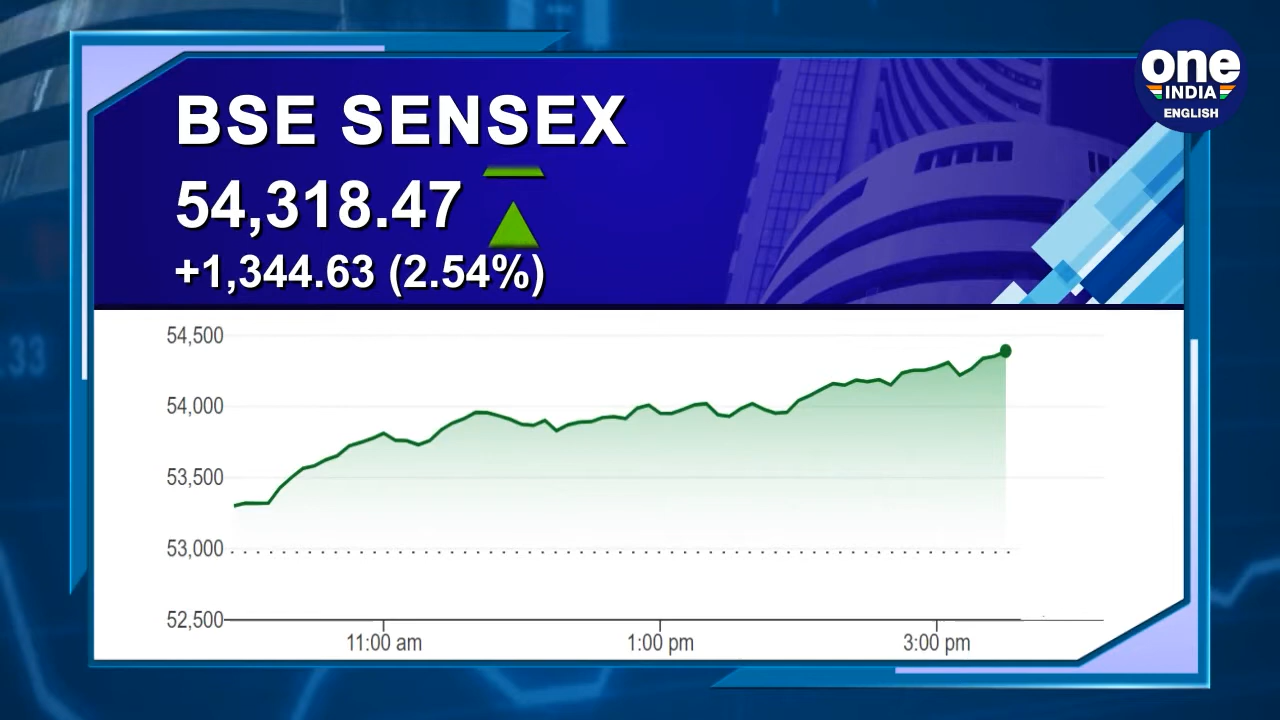 one
INDIA
ENGLISH
BSE SENSEX
54,318.47
+1,344.63 (2.54%)
54,500
54,000
53,500
53,000
52,500
11:00 am 1:00 pm 3:00 pm
.33